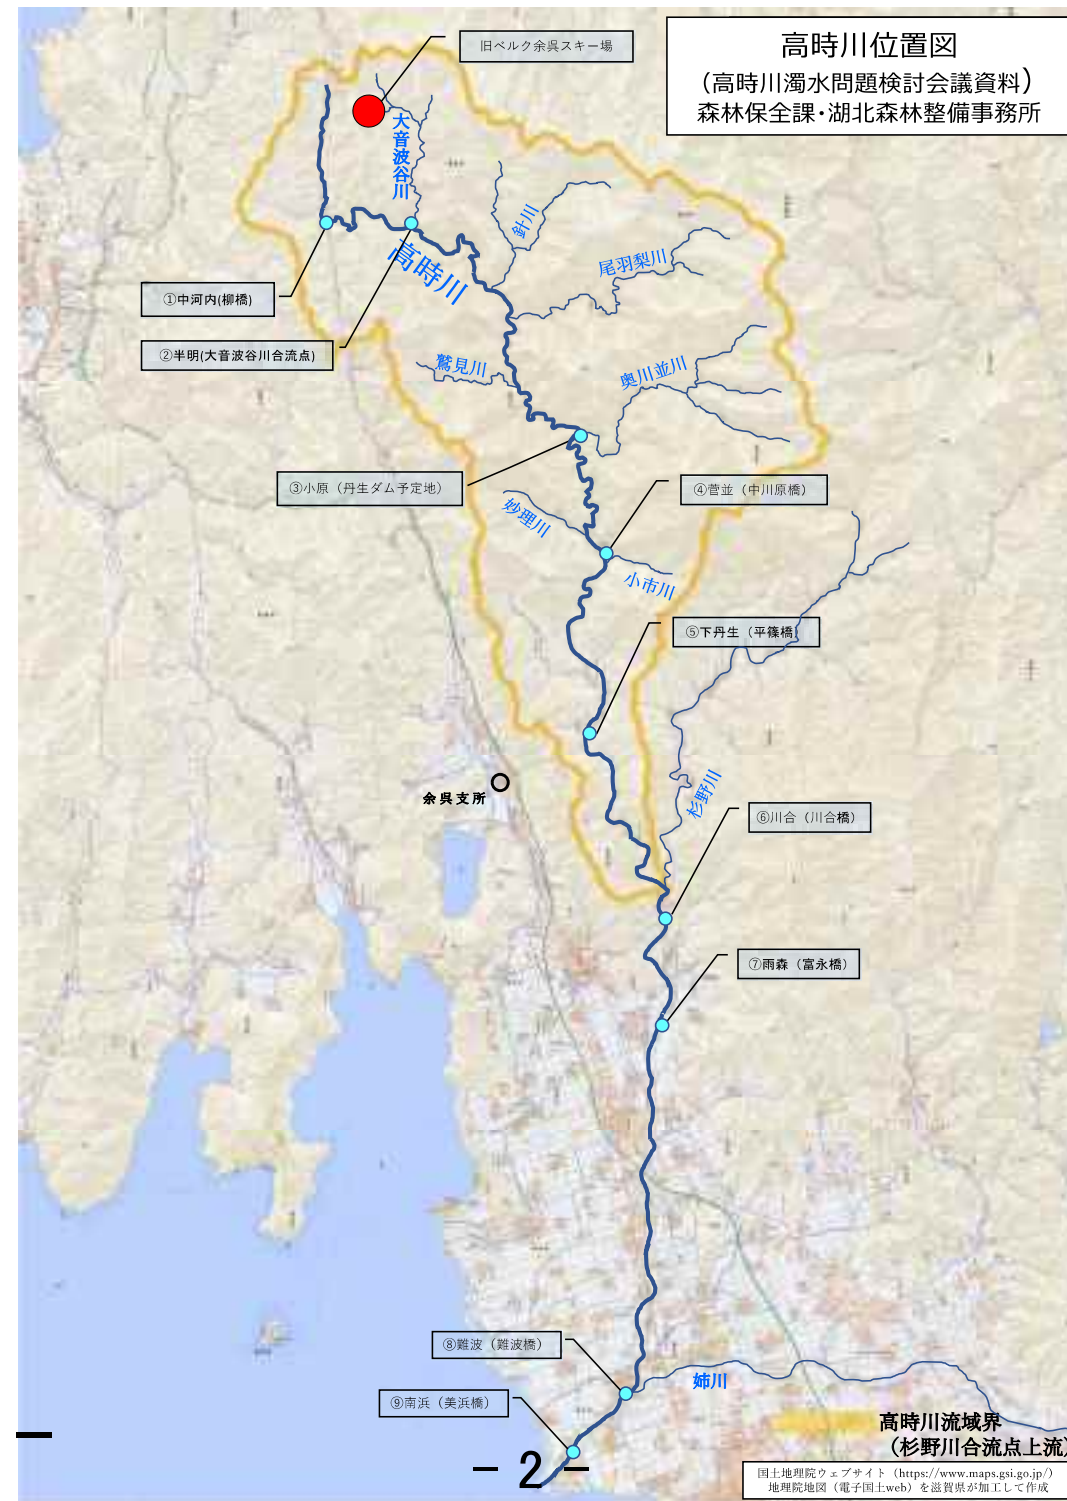 旧ベルク余呉スキー場
高時川位置図
（高時川濁水問題検討会議資料）
森林保全課・湖北森林整備事務所
大音波谷川
針川
高時川
尾羽梨川
①中河内(柳橋)
②半明(大音波谷川合流点)
鷲見川
奥川並川
③小原（丹生ダム予定地）
④菅並（中川原橋）
妙理川
小市川
⑤下丹生（平篠橋）
杉野川
余呉支所
⑥川合（川合橋）
⑦雨森（富永橋）
⑧難波（難波橋）
姉川
⑨南浜（美浜橋）
高時川流域界
（杉野川合流点上流）
- 2 -
国土地理院ウェブサイト（https://www.maps.gsi.go.jp/）
地理院地図（電子国土web）を滋賀県が加工して作成